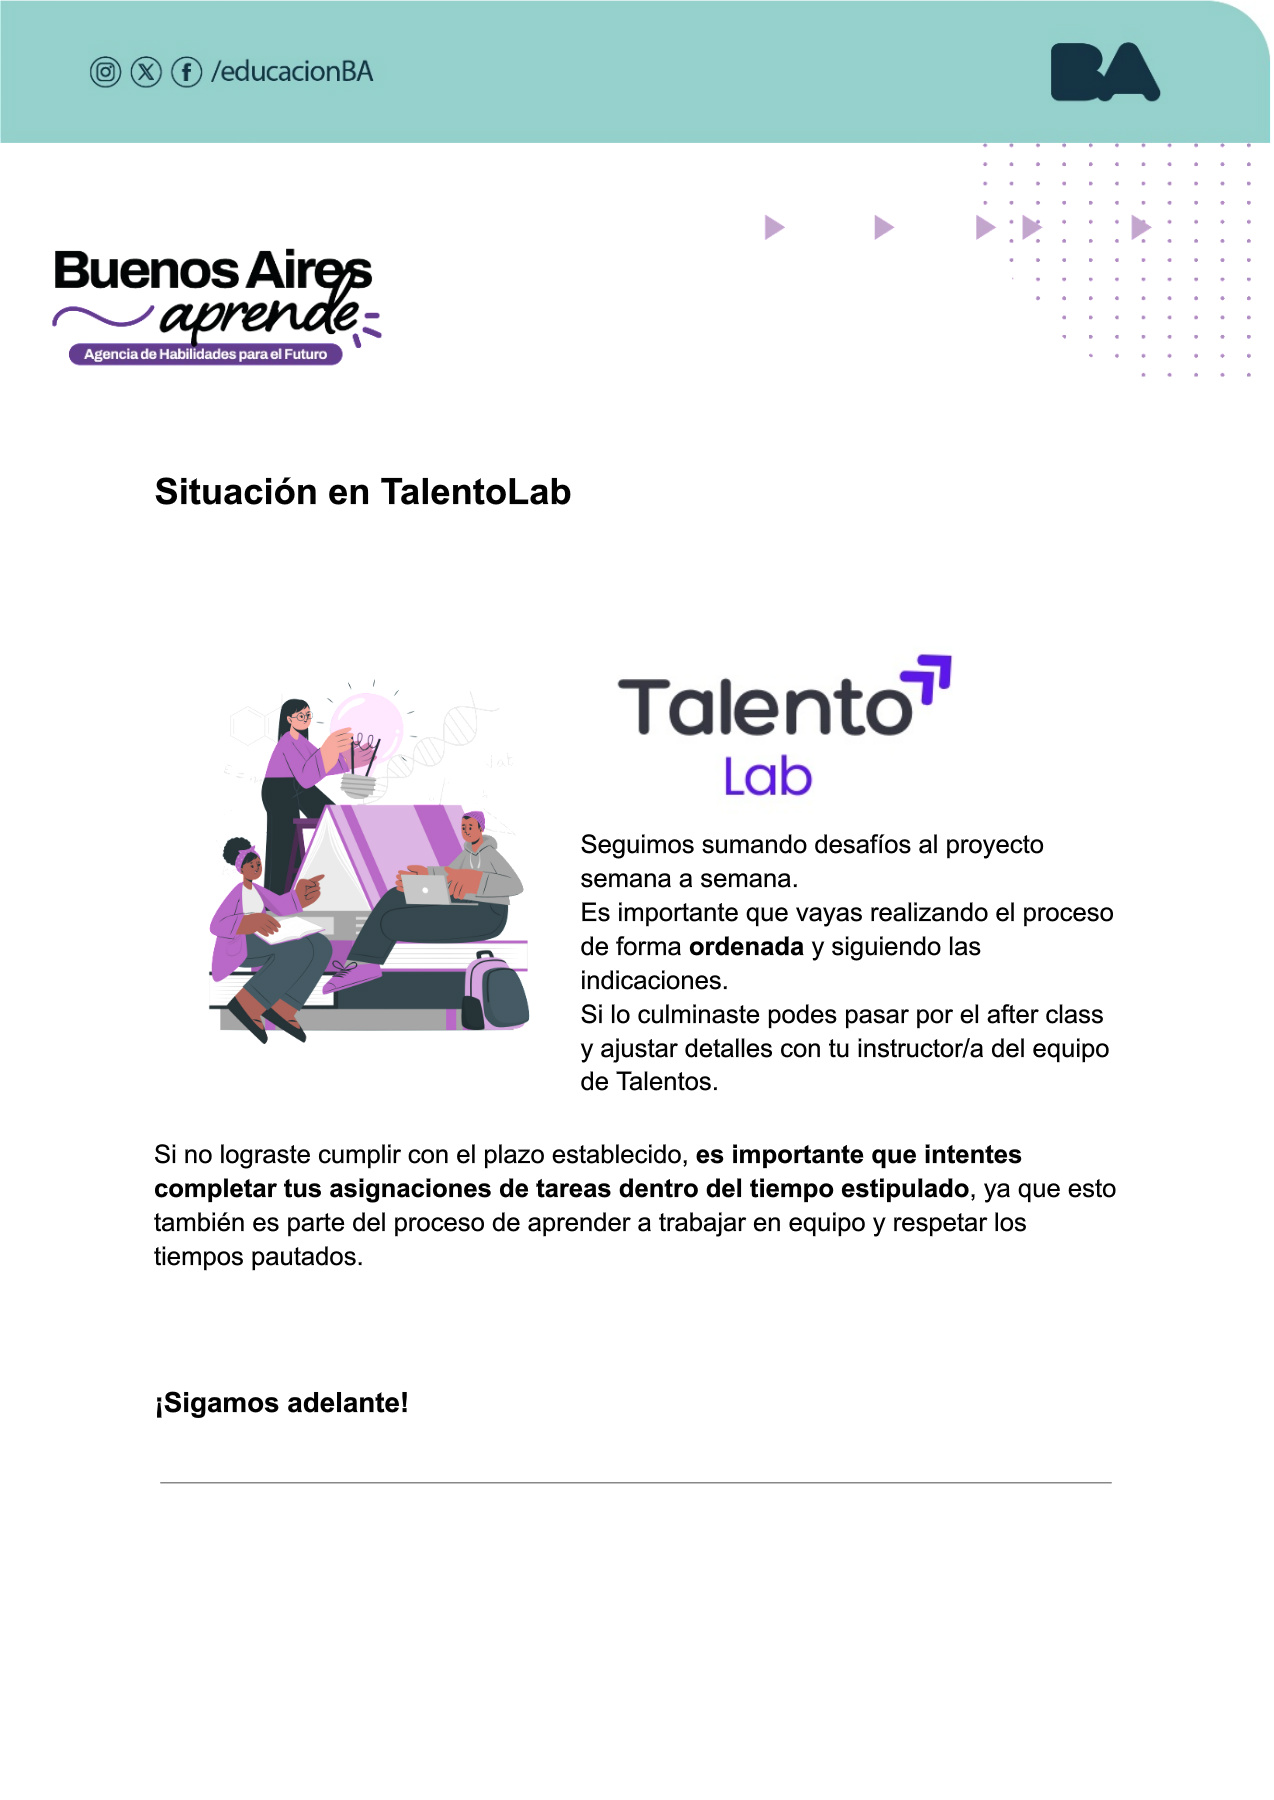 /educacionBA
BA
Buenos Aires
aprende
Agencia de Habilidades para el Futuro
Situación en TalentoLab
Talento
Lab
Seguimos sumando desafíos al proyecto
semana a semana.
Es importante que vayas realizando el proceso
de forma ordenada y siguiendo las
indicaciones.
Si lo culminaste podes pasar por el after class
y ajustar detalles con tu instructor/a del equipo
de Talentos.
Si no lograste cumplir con el plazo establecido, es importante que intentes
completar tus asignaciones de tareas dentro del tiempo estipulado, ya que esto
también es parte del proceso de aprender a trabajar en equipo y respetar los
tiempos pautados.
¡Sigamos adelante!